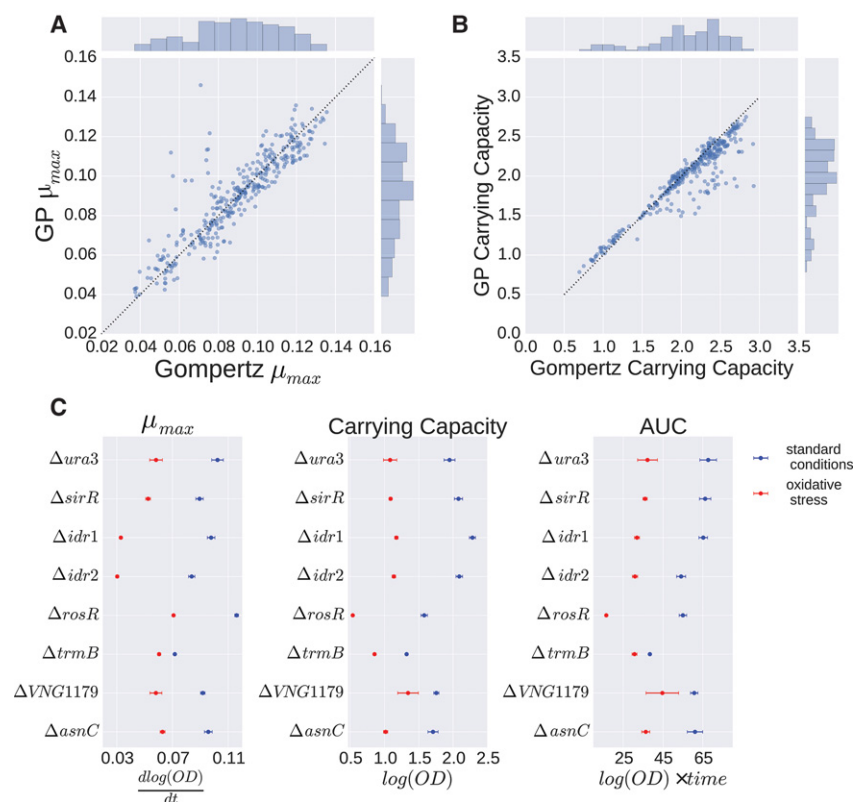 A
B
0.16
0.14
0.12
0.10
0.08
0.06
0.04
0.02
GP μmax
0.02 0.04 0.06 0.08 0.10 0.12 0.14 0.16
Gompertz μmax
3.5
3.0
2.5
2.0
1.5
1.0
0.5
0.0
GP Carrying Capacity
0.0 0.5 1.0 1.5 2.0 2.5 3.0 3.5
Gompertz Carrying Capacity
C
μmax
Δura3
ΔsirR
Δidr1
Δidr2
ΔrosR
ΔtrmB
ΔVNG1179
ΔasnC
0.03 0.07 0.11
dlog(OD)
dt
Carrying Capacity
Δura3
ΔsirR
Δidr1
Δidr2
ΔrosR
ΔtrmB
ΔVNG1179
ΔasnC
0.5 1.0 1.5 2.0 2.5
log(OD)
AUC
Δura3
ΔsirR
Δidr1
Δidr2
ΔrosR
ΔtrmB
ΔVNG1179
ΔasnC
25 45 65
log(OD) ×time
standard
conditions
oxidative
stress